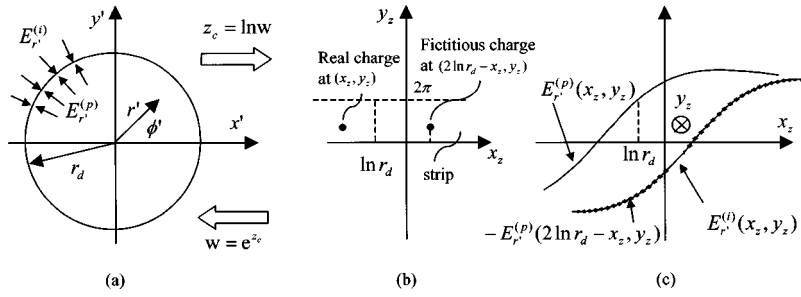 y'
E_{r'}^{(i)}
E_{r'}^{(p)}
r'
ϕ'
x'
r_d
(a)
z_c = lnw
w = e^{z_c}
y_z
Real charge
at (x_z, y_z)
Fictitious charge
at (2 ln r_d − x_z, y_z)
2π
ln r_d
x_z
strip
(b)
E_{r'}^{(p)}(x_z, y_z)
y_z
x_z
ln r_d
−E_{r'}^{(p)}(2 ln r_d − x_z, y_z)
E_{r'}^{(i)}(x_z, y_z)
(c)